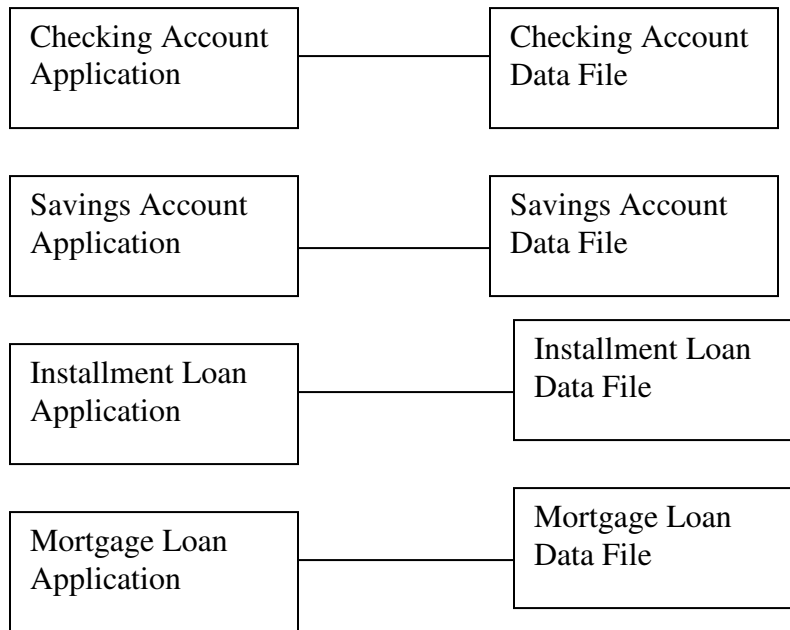 Checking Account
Application
Checking Account
Data File
Savings Account
Application
Savings Account
Data File
Installment Loan
Application
Installment Loan
Data File
Mortgage Loan
Application
Mortgage Loan
Data File